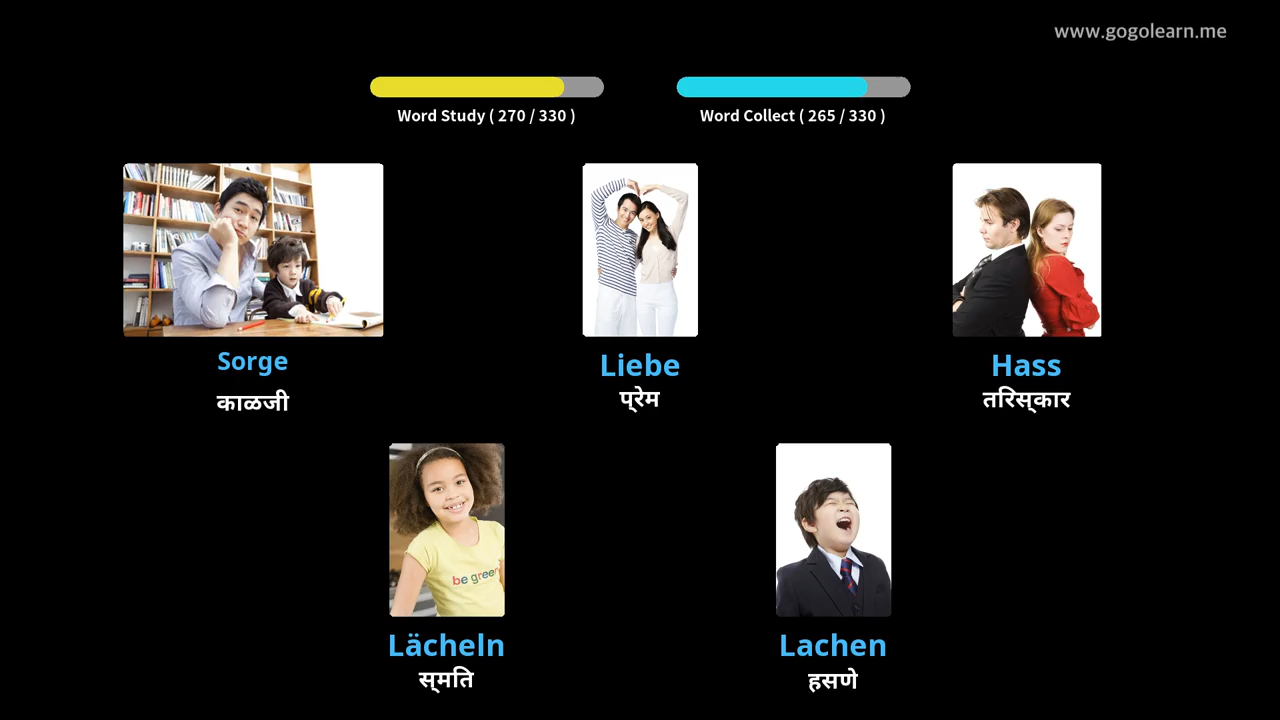 www.gogolearn.me
Word Study ( 270 / 330 )
Word Collect ( 265 / 330 )
Sorge
Liebe
Hass
काळजी
प्रेम
तरिस्कार
be green
Lächeln
Lachen
स्मति
हसणे